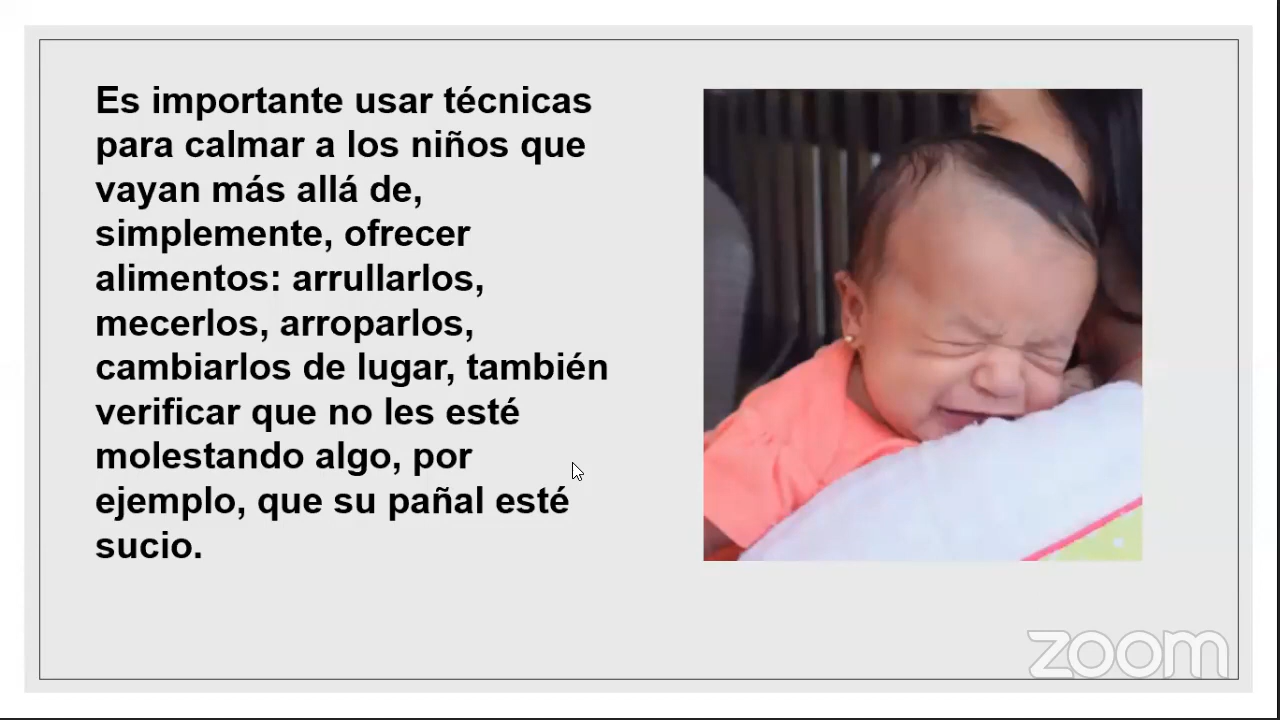 Es importante usar técnicas
para calmar a los niños que
vayan más allá de,
simplemente, ofrecer
alimentos: arrullarlos,
mecerlos, arroparlos,
cambiarlos de lugar, también
verificar que no les esté
molestando algo, por
ejemplo, que su pañal esté
sucio.
zoom